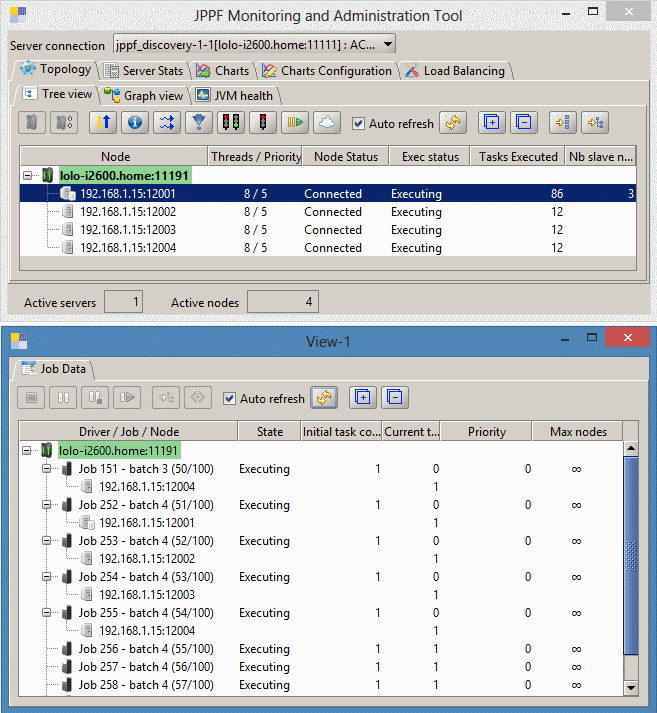 JPPF Monitoring and Administration Tool
Server connection jppf_discovery-1-1[lolo-i2600.home:11111] : AC...
Topology Server Stats Charts Charts Configuration Load Balancing
Tree view Graph view JVM health
Auto refresh
Node Threads / Priority Node Status Exec status Tasks Executed Nb slave n...
lolo-i2600.home:11191
192.168.1.15:12001 8 / 5 Connected Executing 86 3
192.168.1.15:12002 8 / 5 Connected Executing 12
192.168.1.15:12003 8 / 5 Connected Executing 12
192.168.1.15:12004 8 / 5 Connected Executing 12
Active servers 1 Active nodes 4
View-1
Job Data
Auto refresh
Driver / Job / Node State Initial task co... Current t... Priority Max nodes
lolo-i2600.home:11191
Job 151 - batch 3 (50/100) Executing 1 0 0 ∞
192.168.1.15:12004 1
Job 252 - batch 4 (51/100) Executing 1 0 0 ∞
192.168.1.15:12001 1
Job 253 - batch 4 (52/100) Executing 1 0 0 ∞
192.168.1.15:12002 1
Job 254 - batch 4 (53/100) Executing 1 0 0 ∞
192.168.1.15:12003 1
Job 255 - batch 4 (54/100) Executing 1 0 0 ∞
192.168.1.15:12004 1
Job 256 - batch 4 (55/100) Executing 1 1 0 ∞
Job 257 - batch 4 (56/100) Executing 1 1 0 ∞
Job 258 - batch 4 (57/100) Executing 1 1 0 ∞